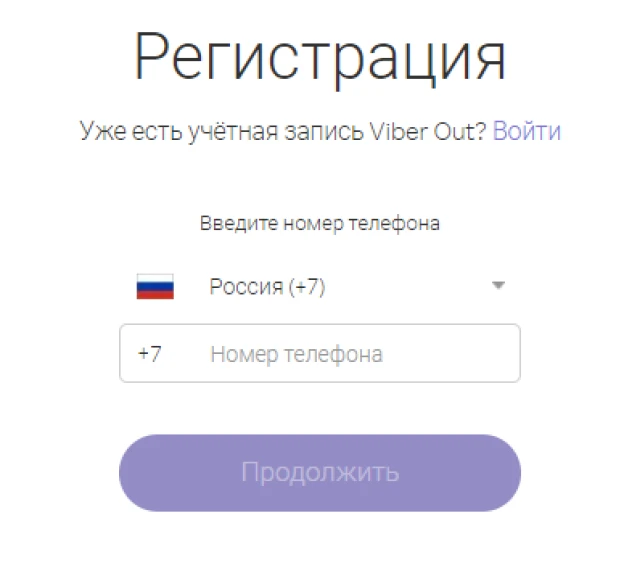 Регистрация
Уже есть учётная запись Viber Out? Войти
Введите номер телефона
Россия (+7)
+7 Номер телефона
Продолжить